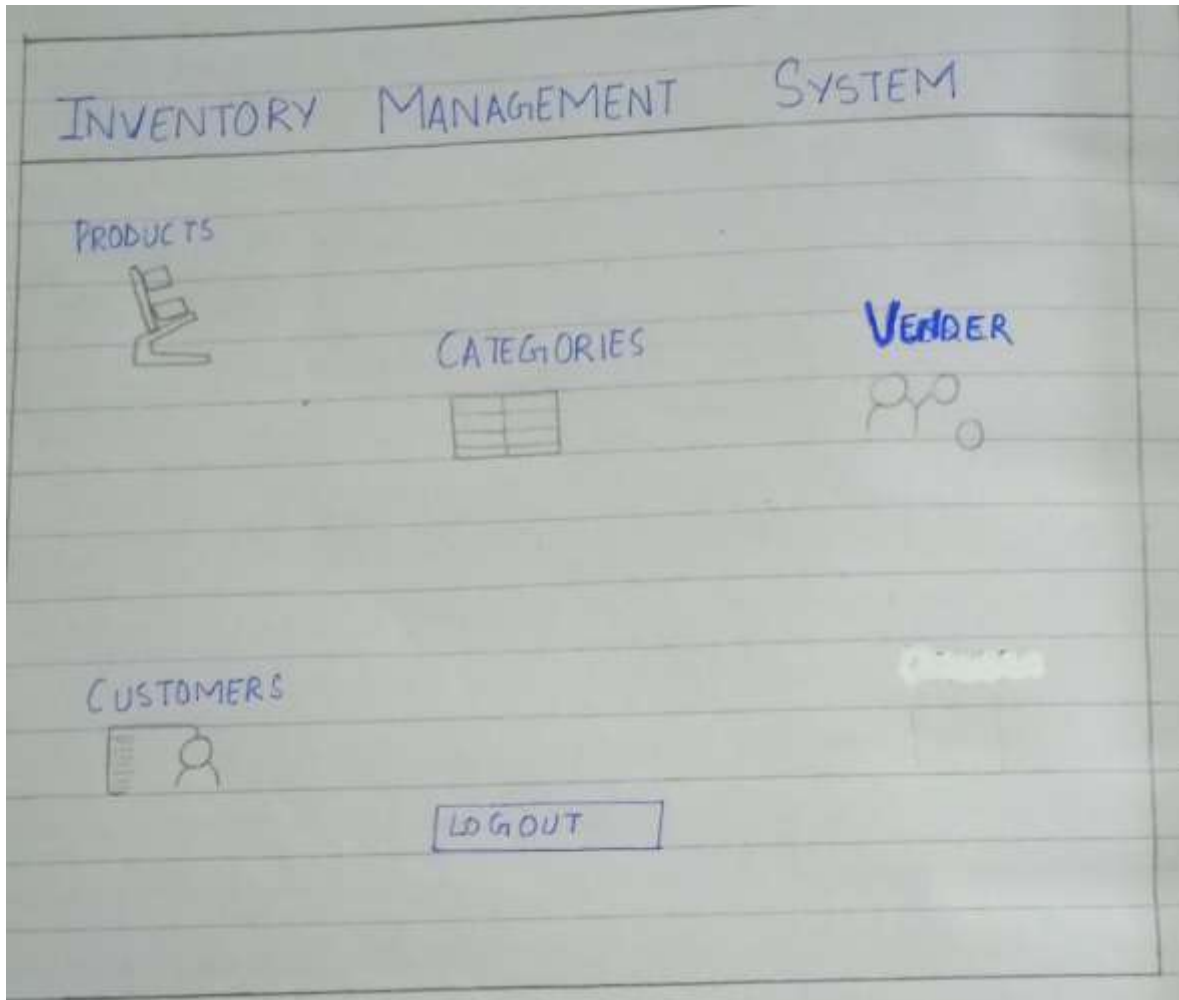 INVENTORY MANAGEMENT SYSTEM
PRODUCTS
CATEGORIES
VENDER
CUSTOMERS
LOGOUT